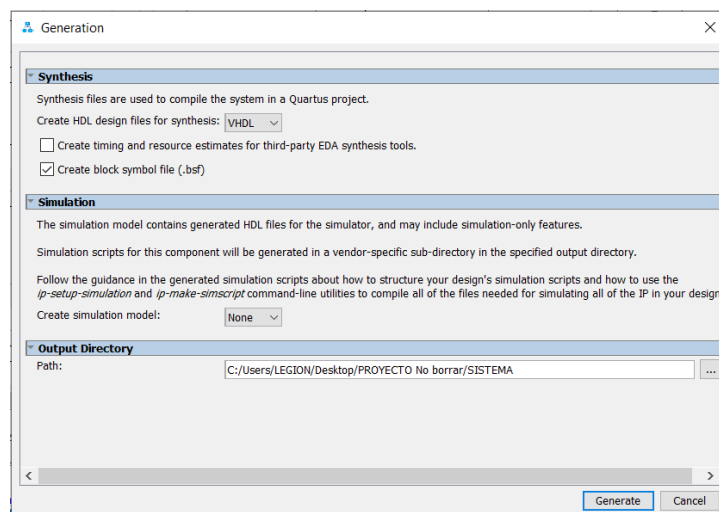 Generation
Synthesis
Synthesis files are used to compile the system in a Quartus project.
Create HDL design files for synthesis: VHDL
Create timing and resource estimates for third-party EDA synthesis tools.
Create block symbol file (.bsf)
Simulation
The simulation model contains generated HDL files for the simulator, and may include simulation-only features.
Simulation scripts for this component will be generated in a vendor-specific sub-directory in the specified output directory.
Follow the guidance in the generated simulation scripts about how to structure your design's simulation scripts and how to use the
ip-setup-simulation and ip-make-simscript command-line utilities to compile all of the files needed for simulating all of the IP in your design
Create simulation model: None
Output Directory
Path: C:/Users/LEGION/Desktop/PROYECTO No borrar/SISTEMA ...
Generate Cancel